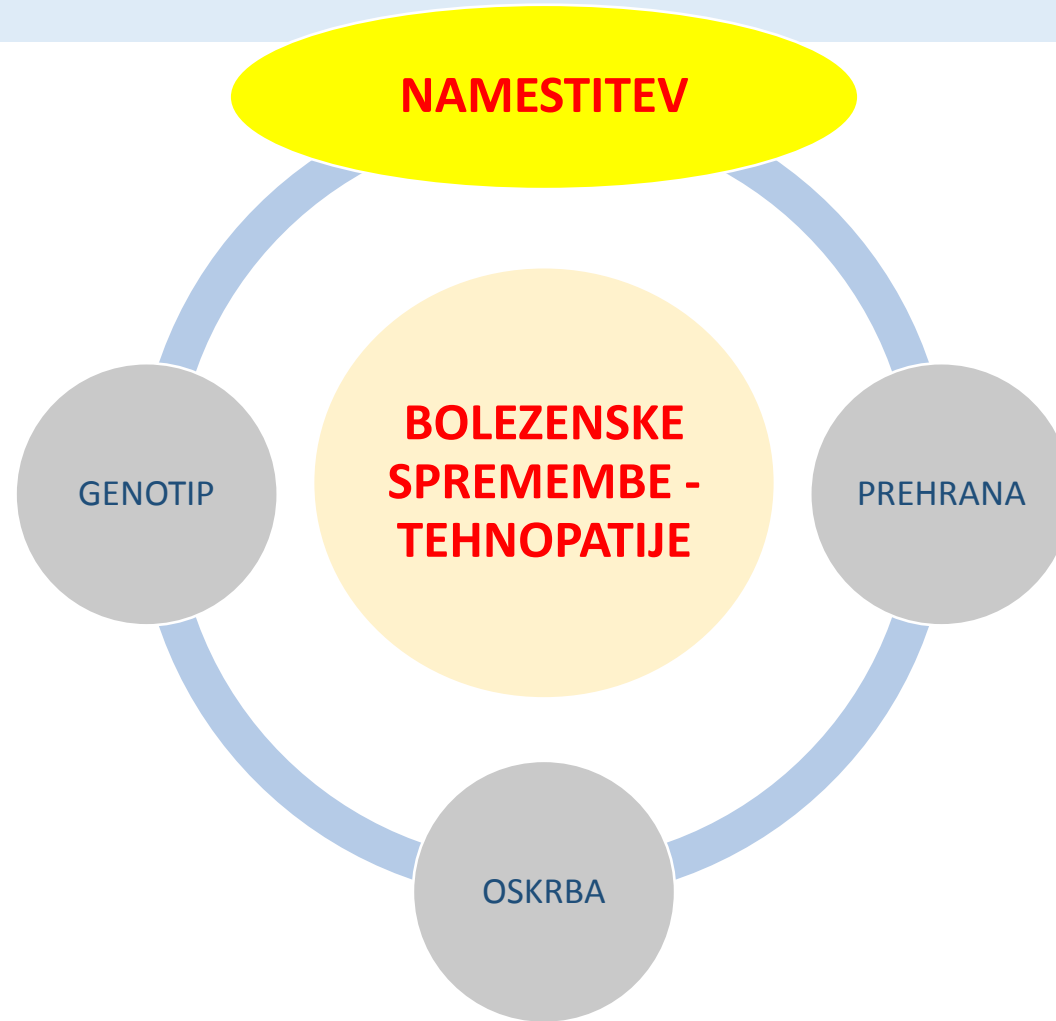 NAMESTITEV
BOLEZENSKE
SPREMEMBE -
TEHNOPATIJE
GENOTIP
PREHRANA
OSKRBA